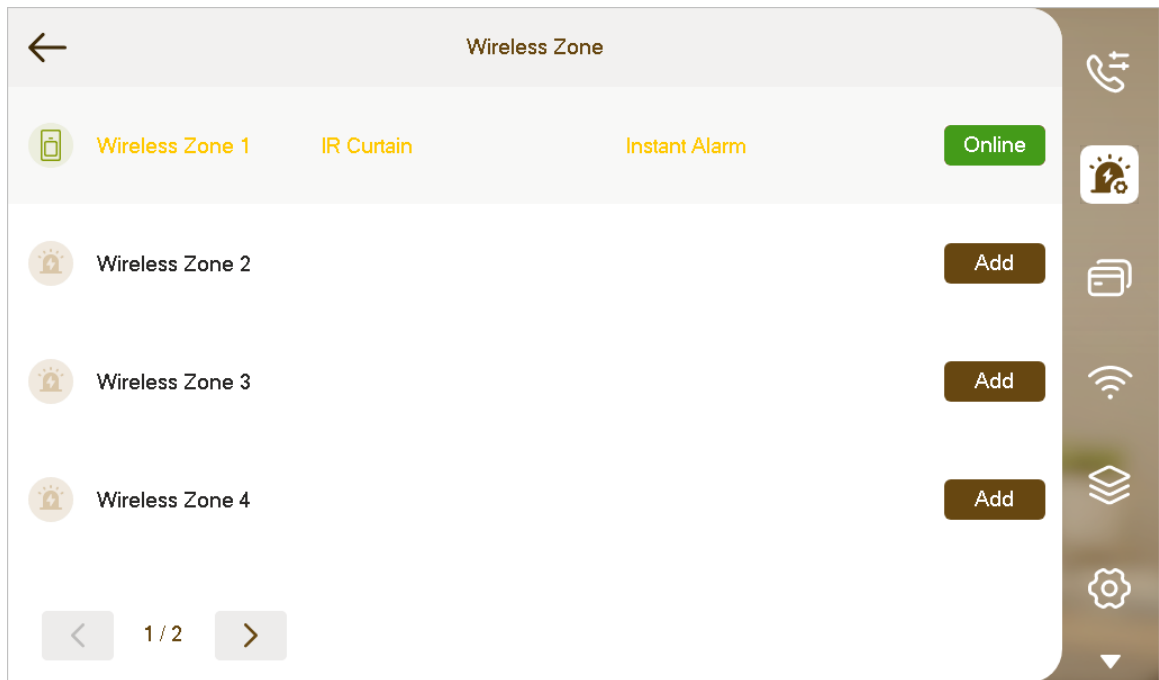 Wireless Zone
Wireless Zone 1 IR Curtain Instant Alarm Online
Wireless Zone 2 Add
Wireless Zone 3 Add
Wireless Zone 4 Add
1 / 2